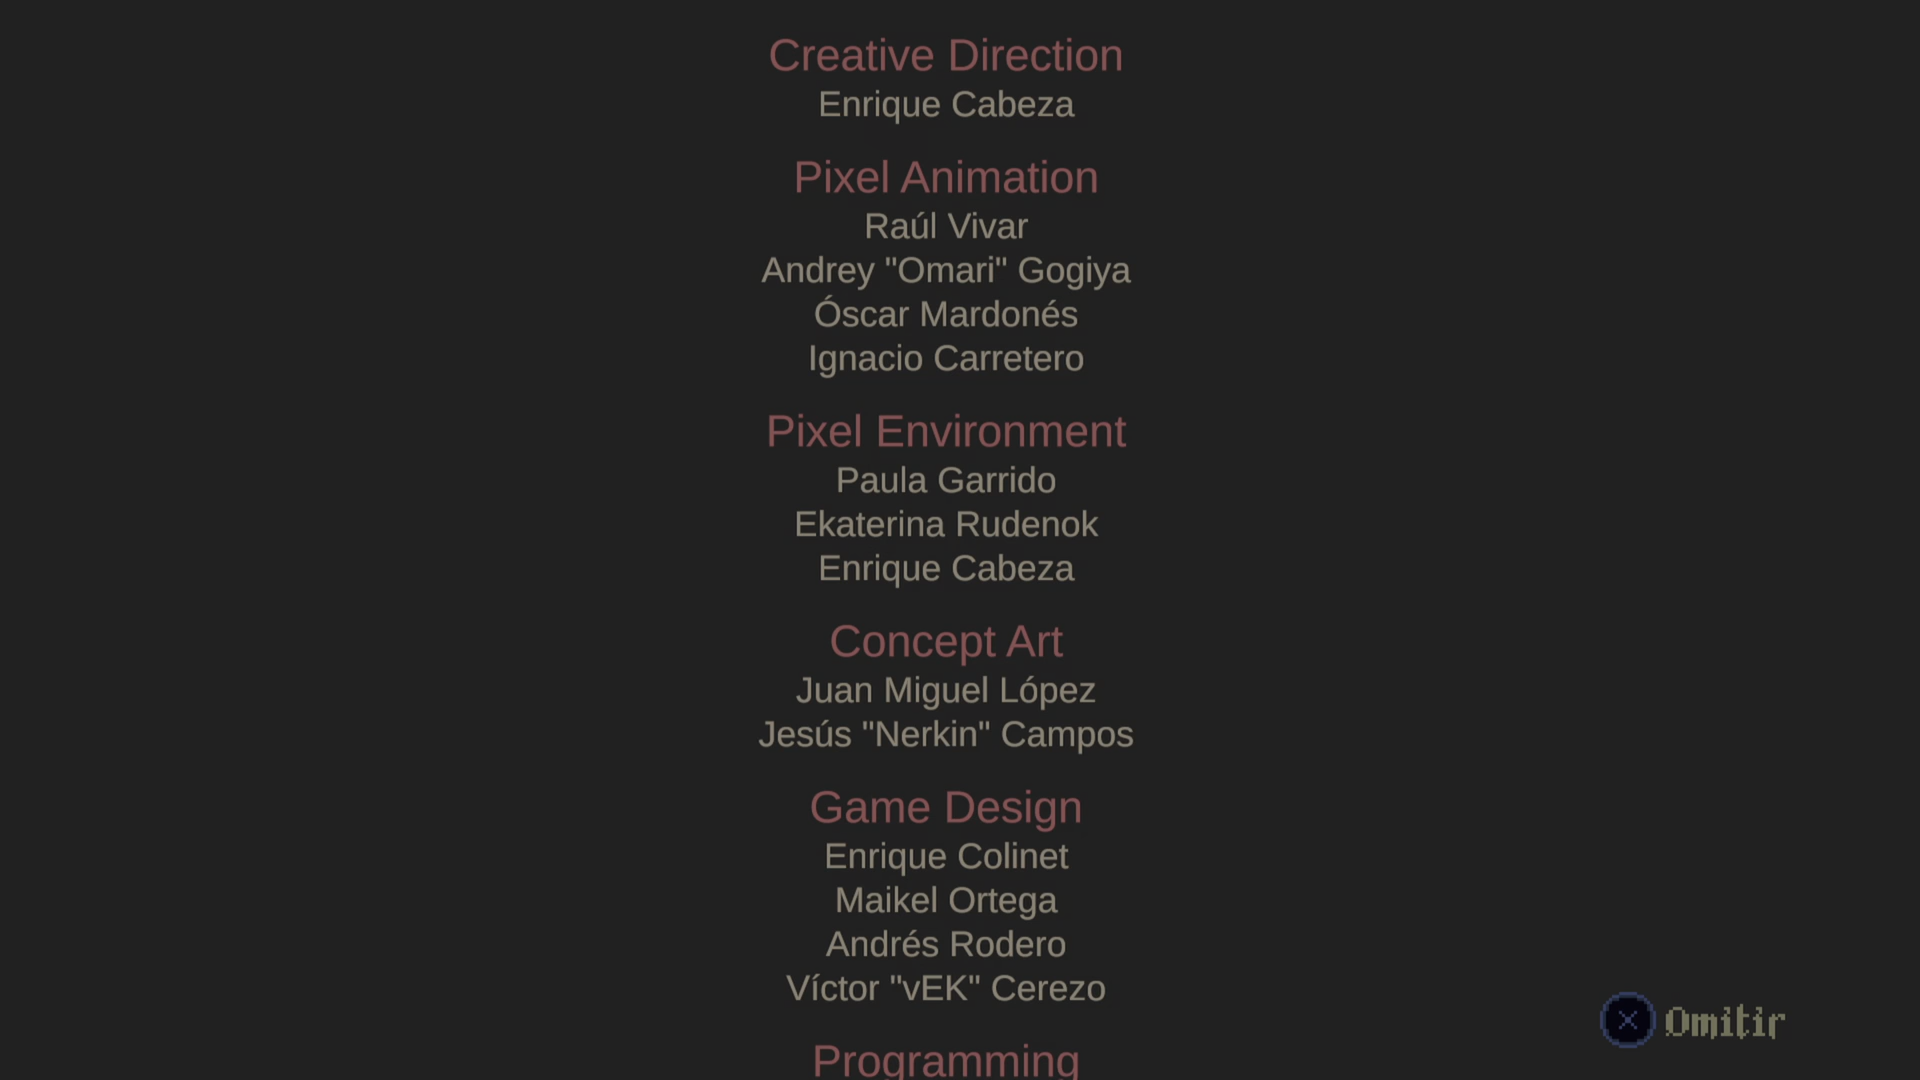 Creative Direction
Enrique Cabeza
Pixel Animation
Raúl Vivar
Andrey "Omari" Gogiya
Óscar Mardonés
Ignacio Carretero
Pixel Environment
Paula Garrido
Ekaterina Rudenok
Enrique Cabeza
Concept Art
Juan Miguel López
Jesús "Nerkin" Campos
Game Design
Enrique Colinet
Maikel Ortega
Andrés Rodero
Víctor "vEK" Cerezo
Omitir
Programming